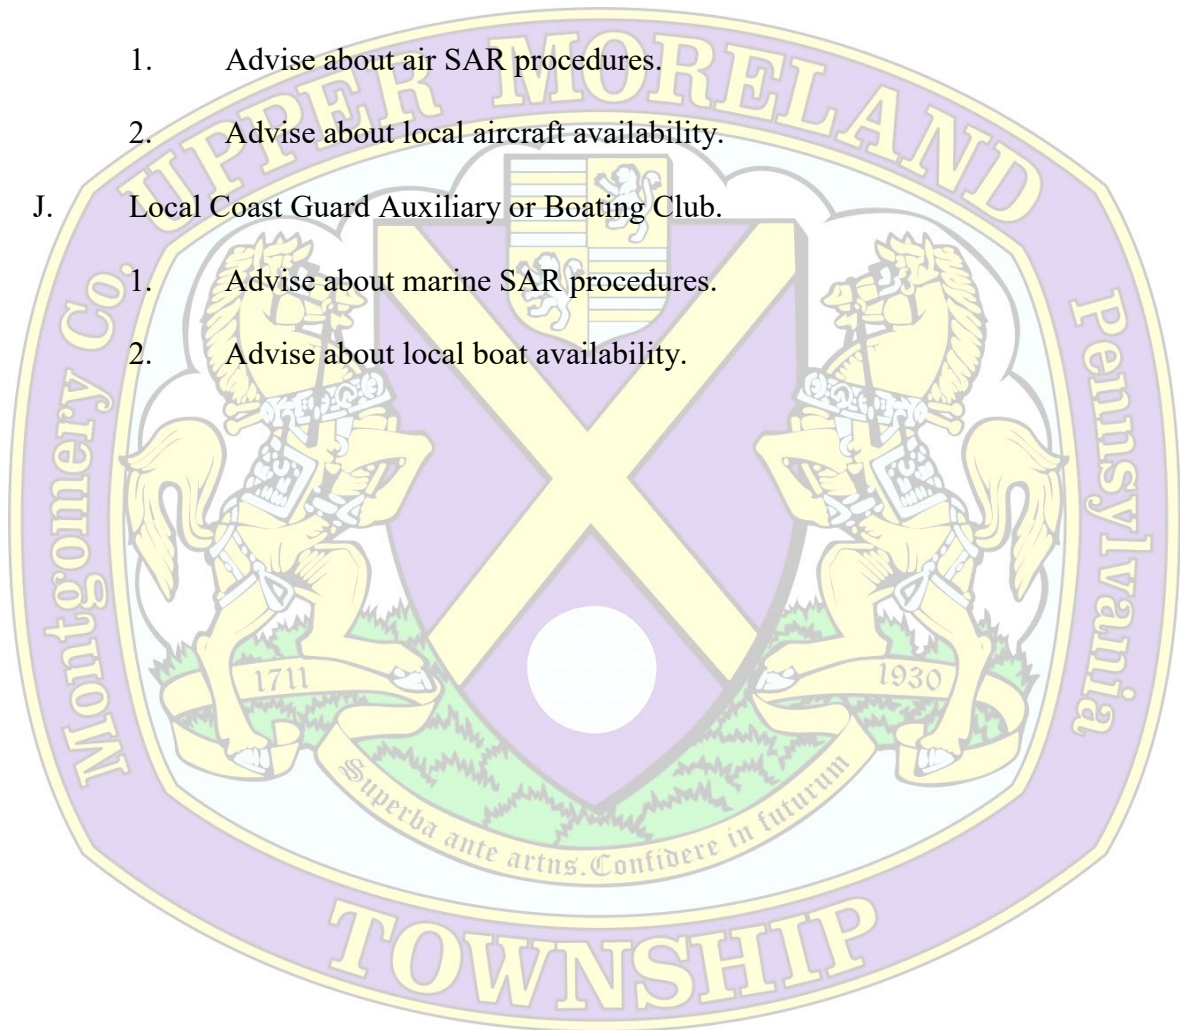 1. Advise about air SAR procedures.
2. Advise about local aircraft availability.
J. Local Coast Guard Auxiliary or Boating Club.
1. Advise about marine SAR procedures.
2. Advise about local boat availability.
UPPER MORELAND
Montgomery Co.
Pennsylvania
1711
1930
Superba ante artns. Confidere in futurum
TOWNSHIP